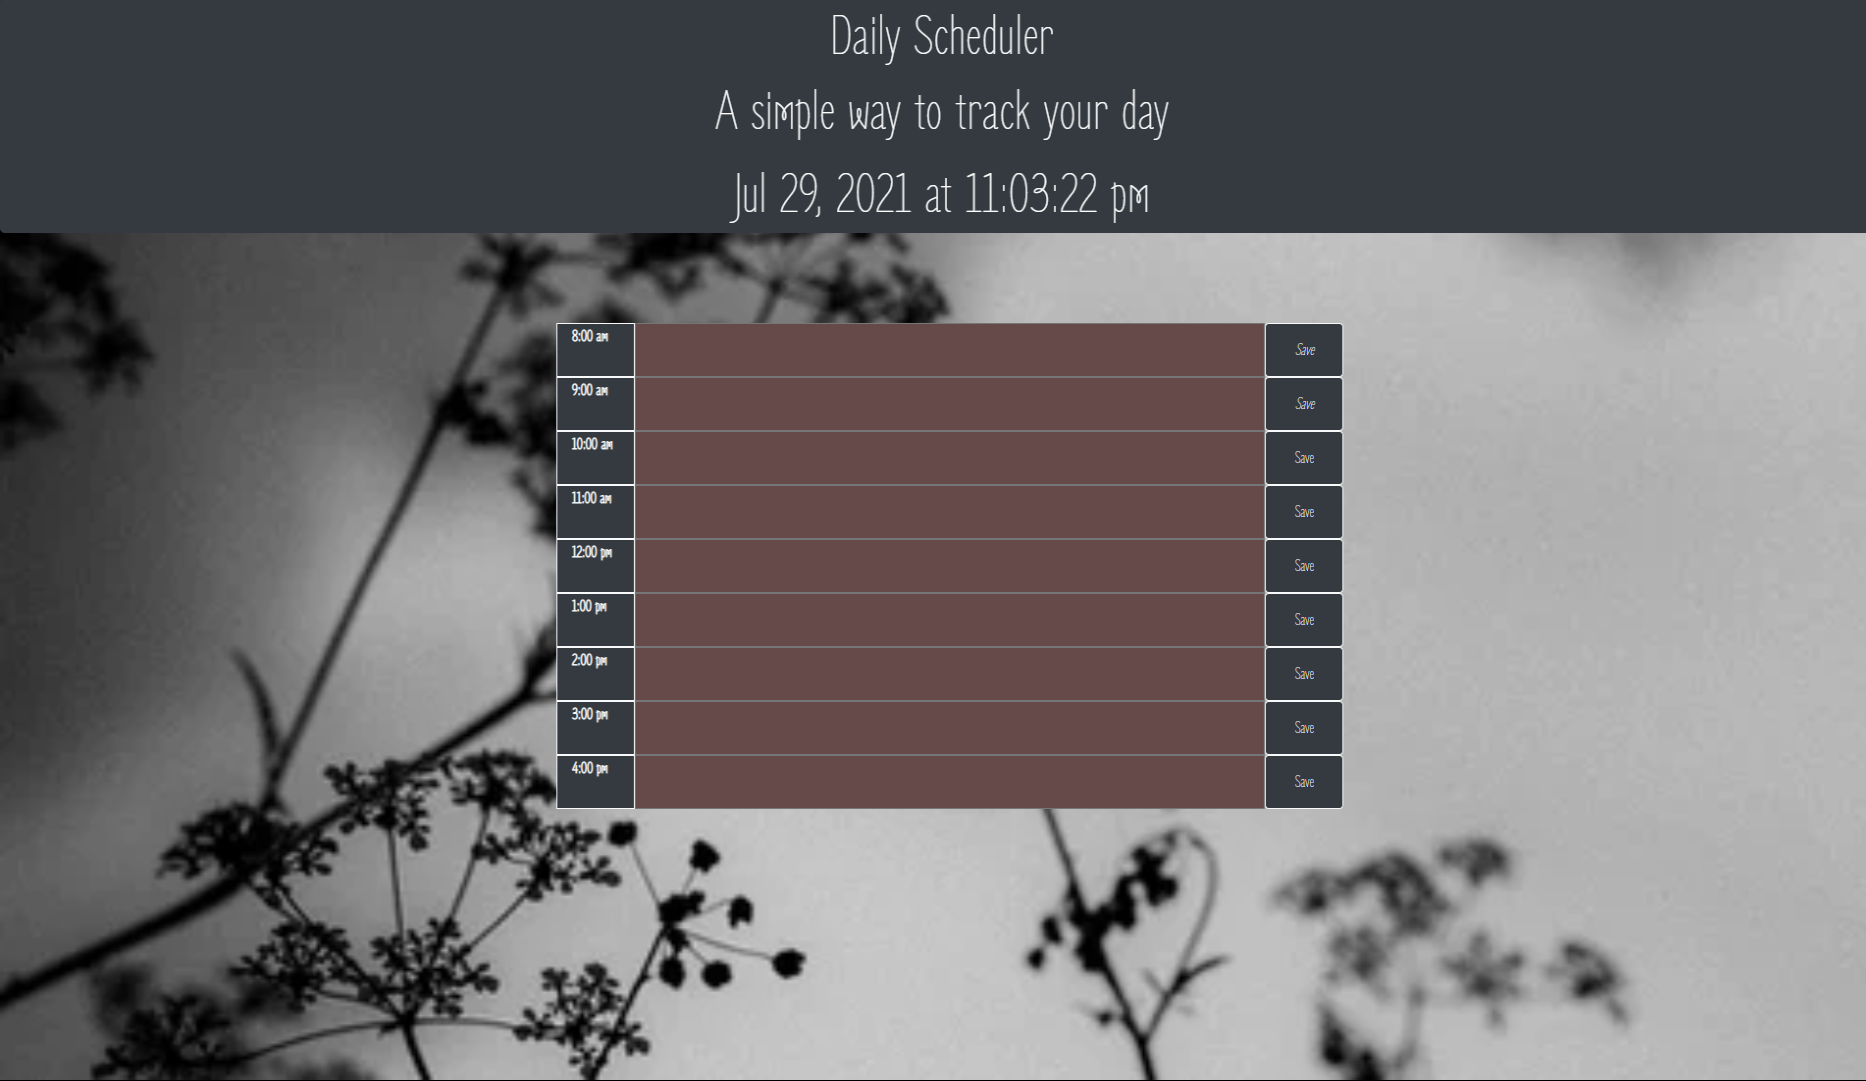 Daily Scheduler
A simple way to track your day
Jul 29, 2021 at 11:03:22 pm
8:00 am Save
9:00 am Save
10:00 am Save
11:00 am Save
12:00 pm Save
1:00 pm Save
2:00 pm Save
3:00 pm Save
4:00 pm Save